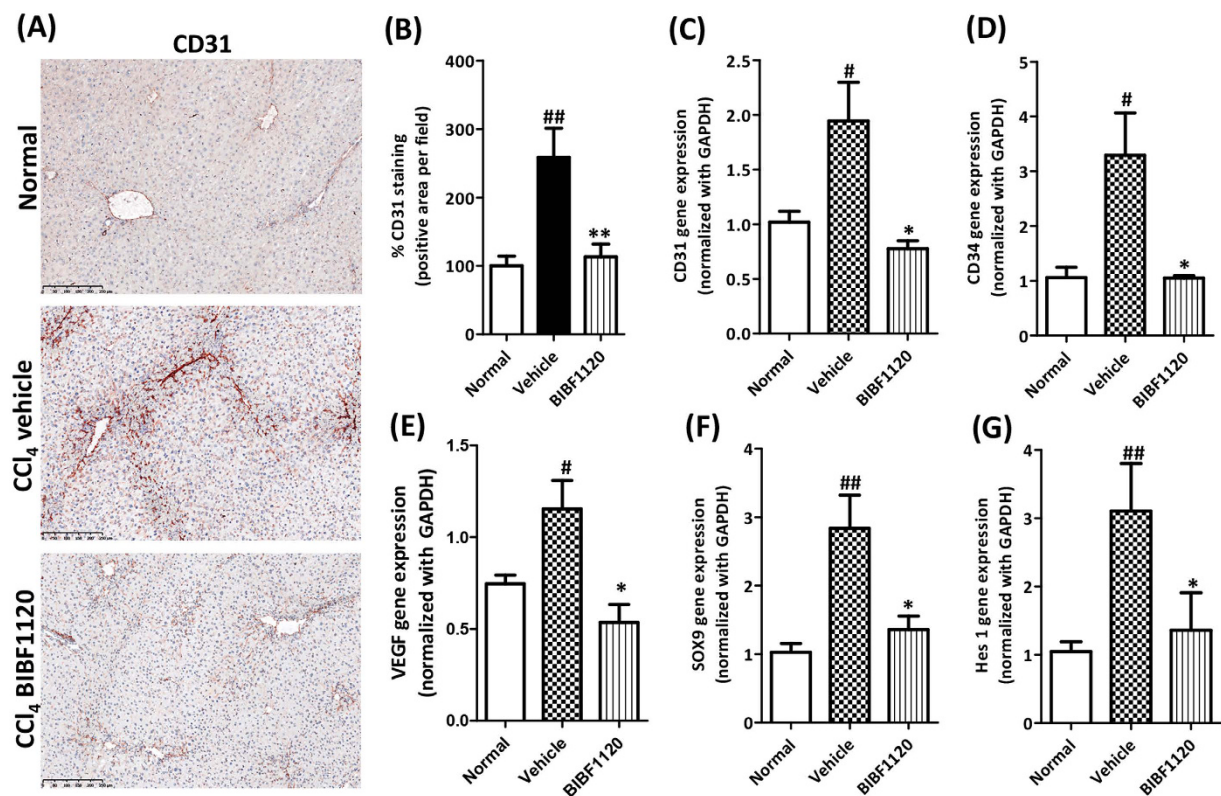 (A)
CD31
Normal
CCl4 vehicle
CCl4 BIBF1120
(B)
% CD31 staining
(positive area per field)
400
300
200
100
0
##
**
Normal
Vehicle
BIBF1120
(C)
CD31 gene expression
(normalized with GAPDH)
2.5
2.0
1.5
1.0
0.5
0.0
#
*
Normal
Vehicle
BIBF1120
(D)
CD34 gene expression
(normalized with GAPDH)
5
4
3
2
1
0
#
*
Normal
Vehicle
BIBF1120
(E)
VEGF gene expression
(normalized with GAPDH)
1.5
1.0
0.5
0.0
#
*
Normal
Vehicle
BIBF1120
(F)
SOX9 gene expression
(normalized with GAPDH)
4
3
2
1
0
##
*
Normal
Vehicle
BIBF1120
(G)
Hes 1 gene expression
(normalized with GAPDH)
4
3
2
1
0
##
*
Normal
Vehicle
BIBF1120